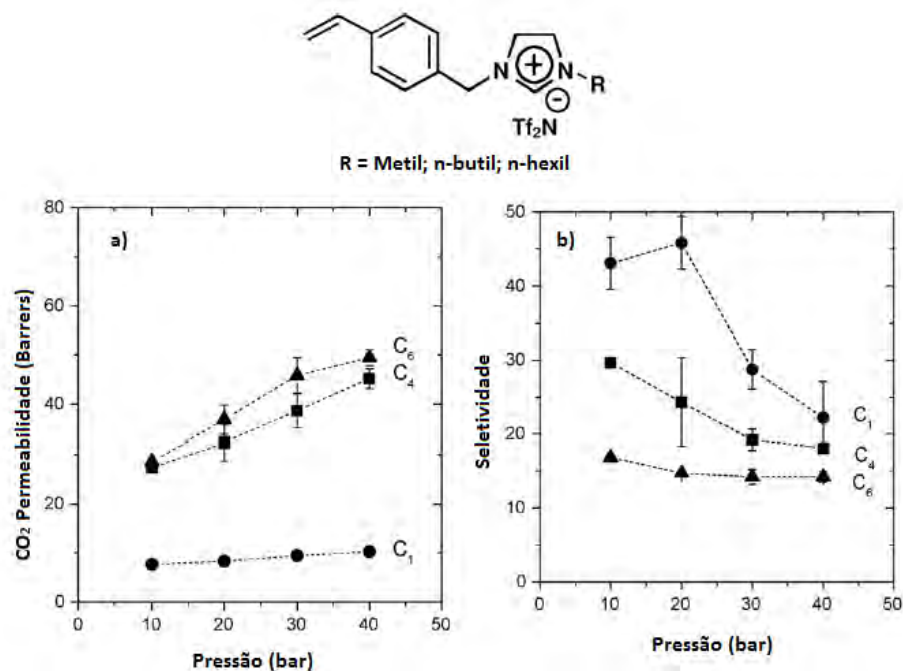 N
+
N
R
−
Tf₂N
R = Metil; n-butil; n-hexil
a)
80
60
40
20
0
CO₂ Permeabilidade (Barrers)
C₆
C₄
C₁
0 10 20 30 40 50
Pressão (bar)
b)
50
40
30
20
10
0
Seletividade
C₁
C₄
C₆
0 10 20 30 40 50
Pressão (bar)